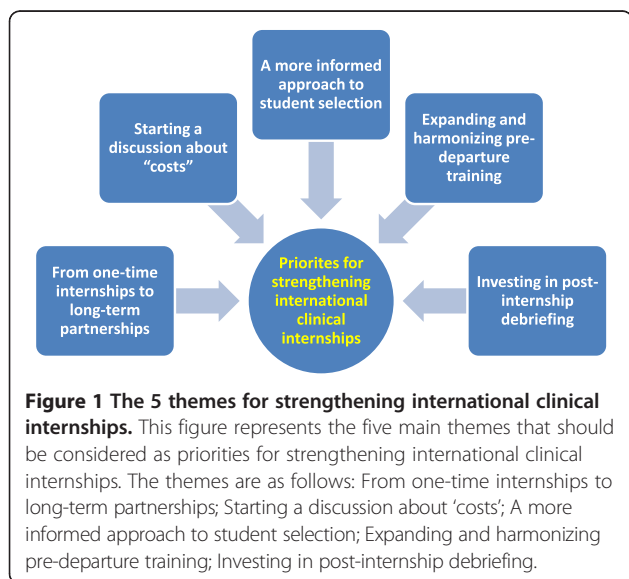 A more informed
approach to
student selection
Starting a
discussion about
“costs”
Expanding and
harmonizing pre-
departure
training
From one-time
internships to
long-term
partnerships
Priorites for
strengthening
international
clinical
internships
Investing in post-
internship
debriefing
Figure 1 The 5 themes for strengthening international clinical
internships. This figure represents the five main themes that should
be considered as priorities for strengthening international clinical
internships. The themes are as follows: From one-time internships to
long-term partnerships; Starting a discussion about ‘costs’; A more
informed approach to student selection; Expanding and harmonizing
pre-departure training; Investing in post-internship debriefing.